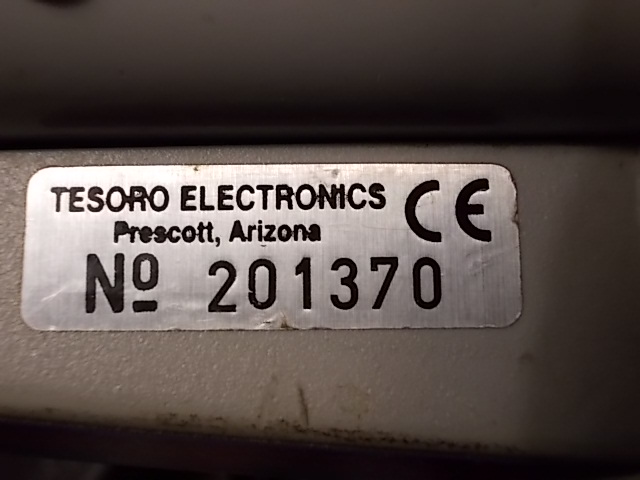 TESORO ELECTRONICS CE
Prescott, Arizona
Nº 201370